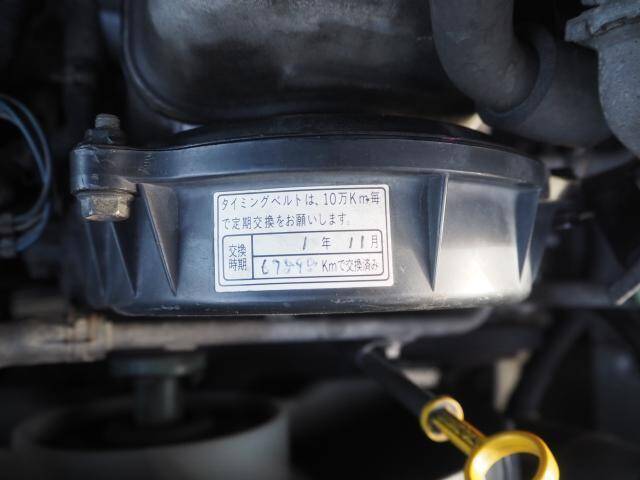 タイミングベルトは、10万Km毎
で定期交換をお願いします。
交換時期 1年 11月
Kmで交換済み